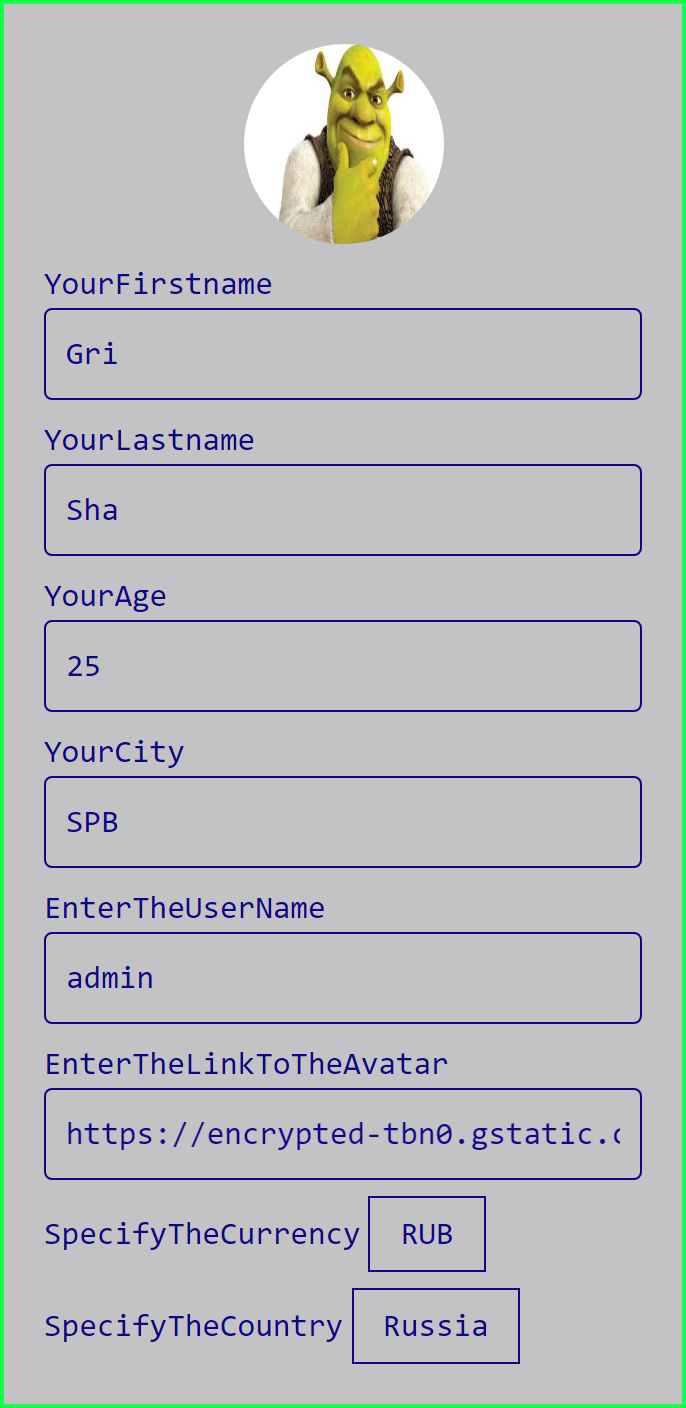 YourFirstname
Gri
YourLastname
Sha
YourAge
25
YourCity
SPB
EnterTheUserName
admin
EnterTheLinkToTheAvatar
https://encrypted-tbn0.gstatic.c
SpecifyTheCurrency RUB
SpecifyTheCountry Russia